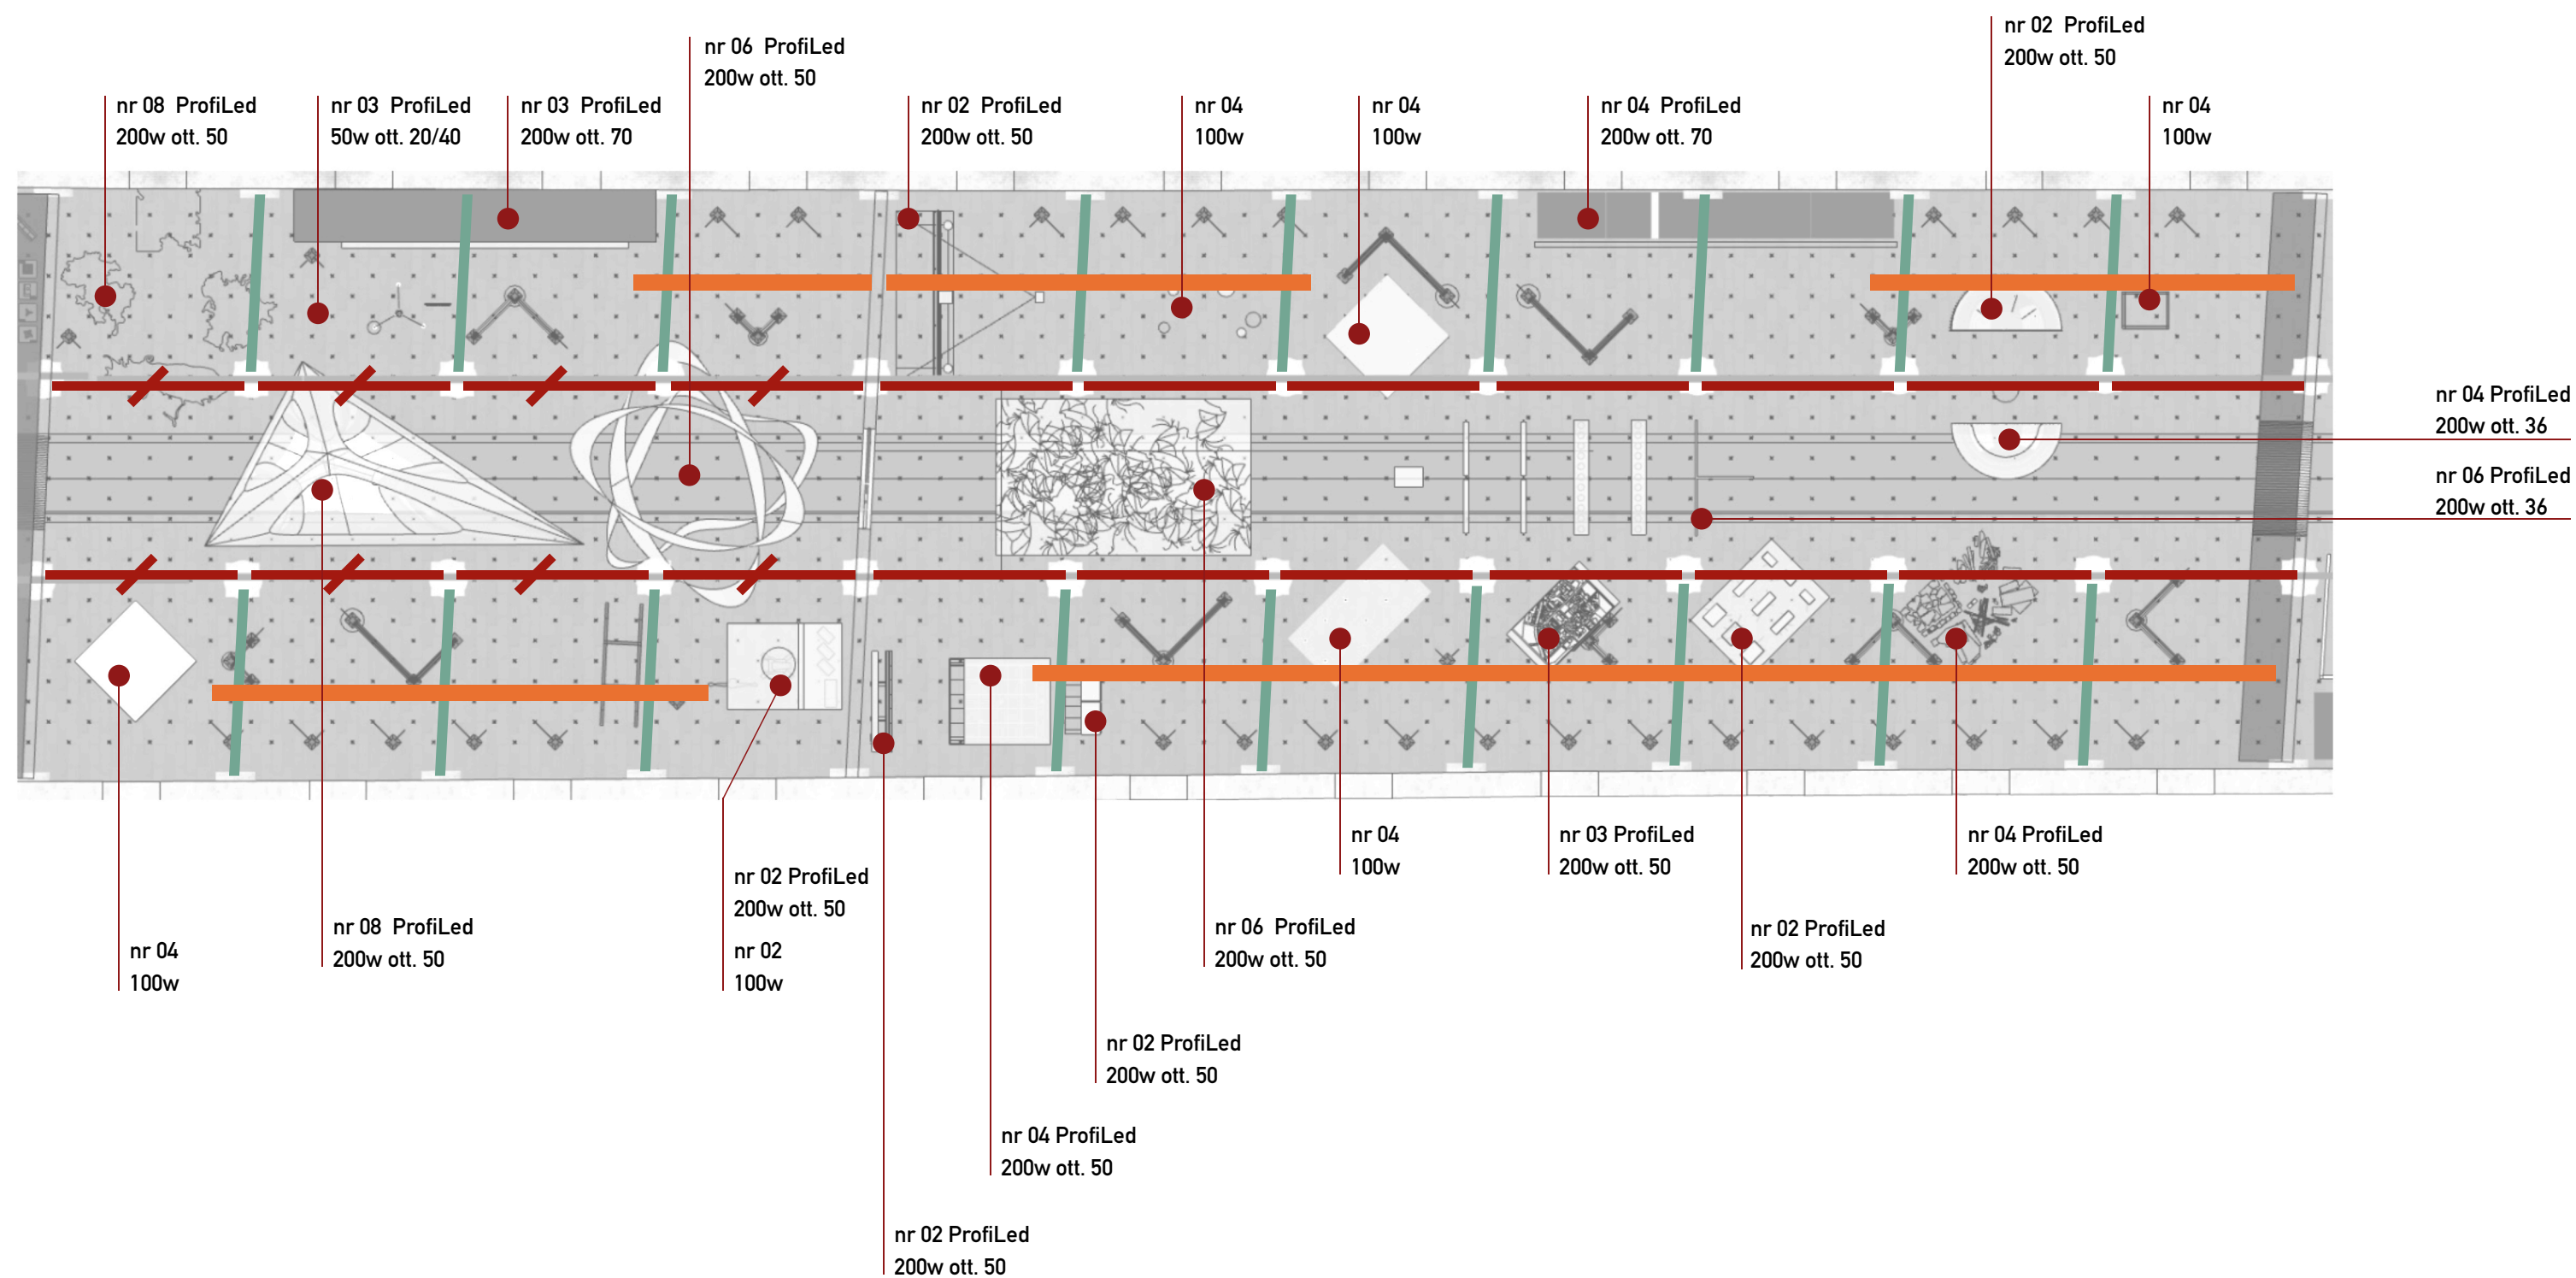 nr 02 ProfiLed
200w ott. 50
nr 06 ProfiLed
200w ott. 50
nr 08 ProfiLed
200w ott. 50
nr 03 ProfiLed
50w ott. 20/40
nr 03 ProfiLed
200w ott. 70
nr 02 ProfiLed
200w ott. 50
nr 04
100w
nr 04
100w
nr 04 ProfiLed
200w ott. 70
nr 04
100w
nr 04 ProfiLed
200w ott. 36
nr 06 ProfiLed
200w ott. 36
nr 04
100w
nr 03 ProfiLed
200w ott. 50
nr 04 ProfiLed
200w ott. 50
nr 02 ProfiLed
200w ott. 50
nr 02
100w
nr 04
100w
nr 08 ProfiLed
200w ott. 50
nr 06 ProfiLed
200w ott. 50
nr 02 ProfiLed
200w ott. 50
nr 02 ProfiLed
200w ott. 50
nr 04 ProfiLed
200w ott. 50
nr 02 ProfiLed
200w ott. 50